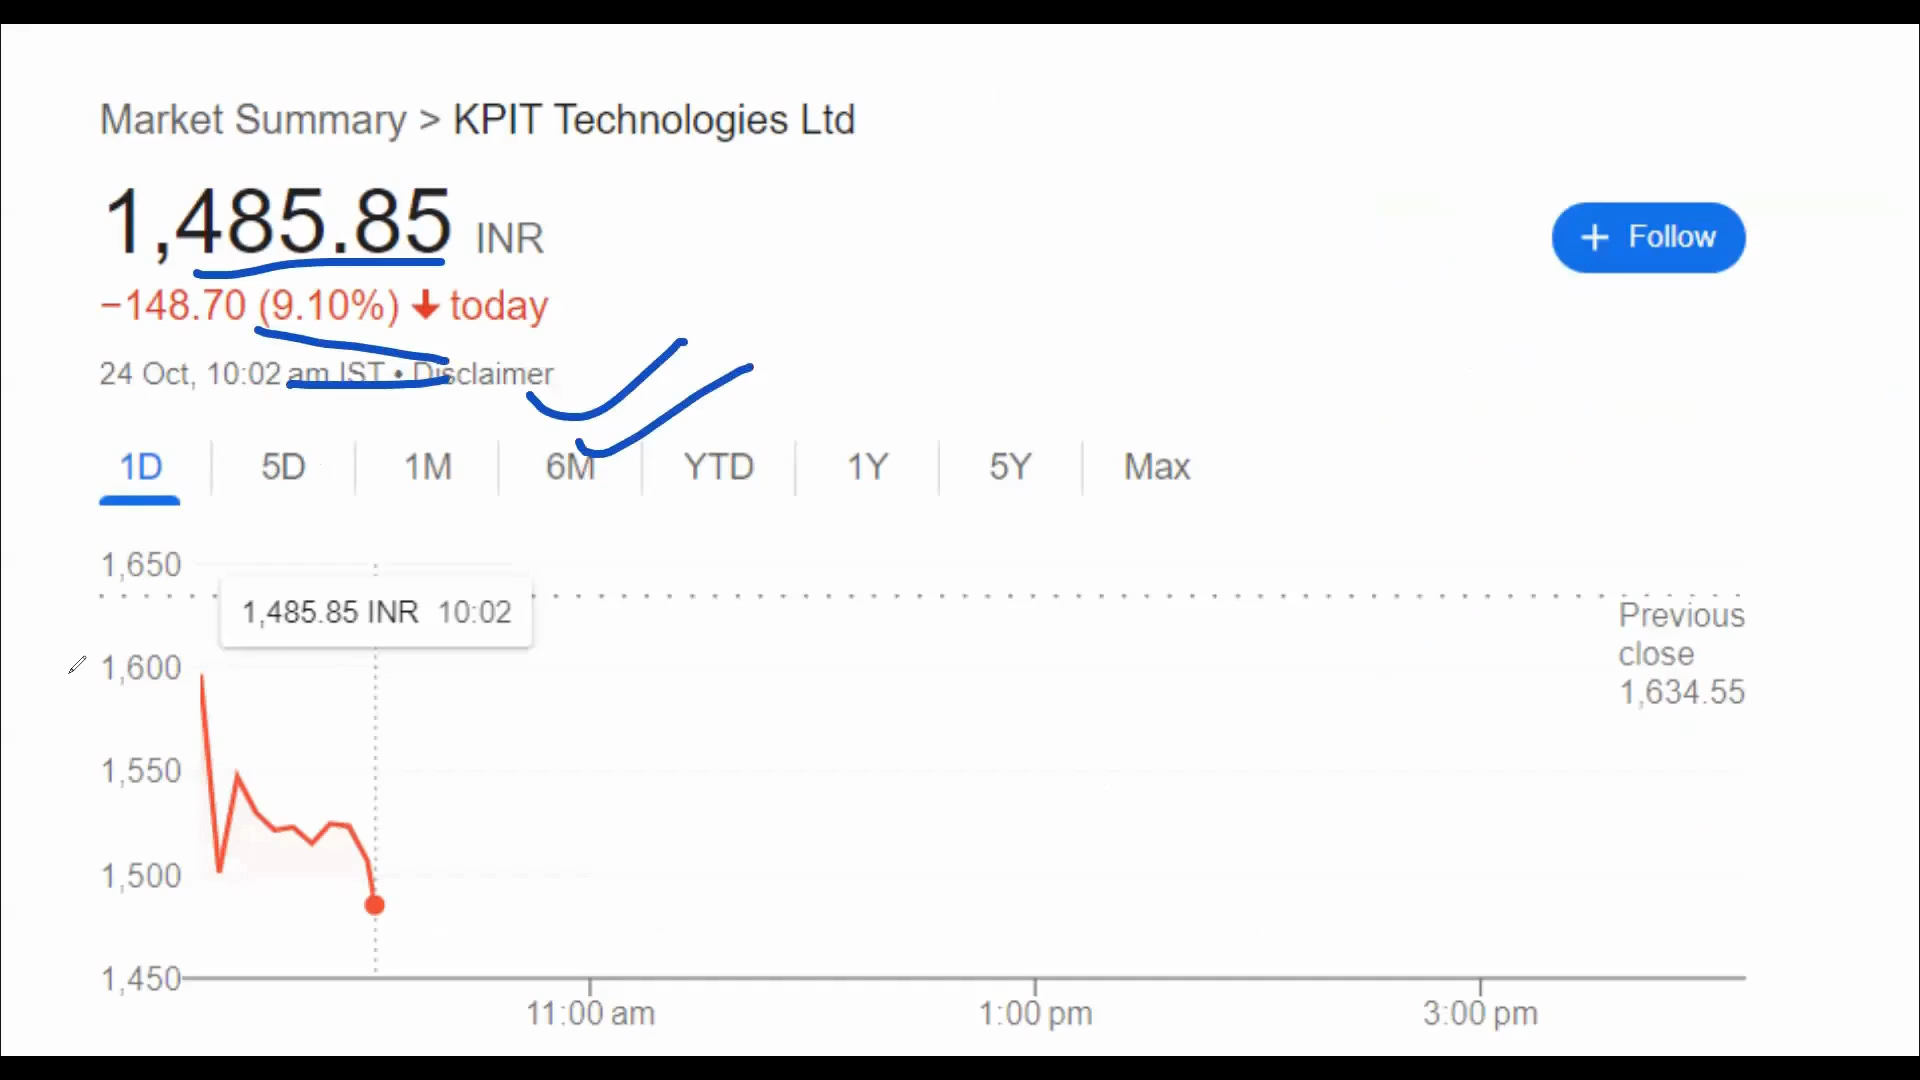 Market Summary > KPIT Technologies Ltd
1,485.85 INR
+ Follow
−148.70 (9.10%) ↓ today
24 Oct, 10:02 am IST • Disclaimer
1D 5D 1M 6M YTD 1Y 5Y Max
1,650
1,485.85 INR 10:02
Previous
close
1,634.55
1,600
1,550
1,500
1,450
11:00 am 1:00 pm 3:00 pm